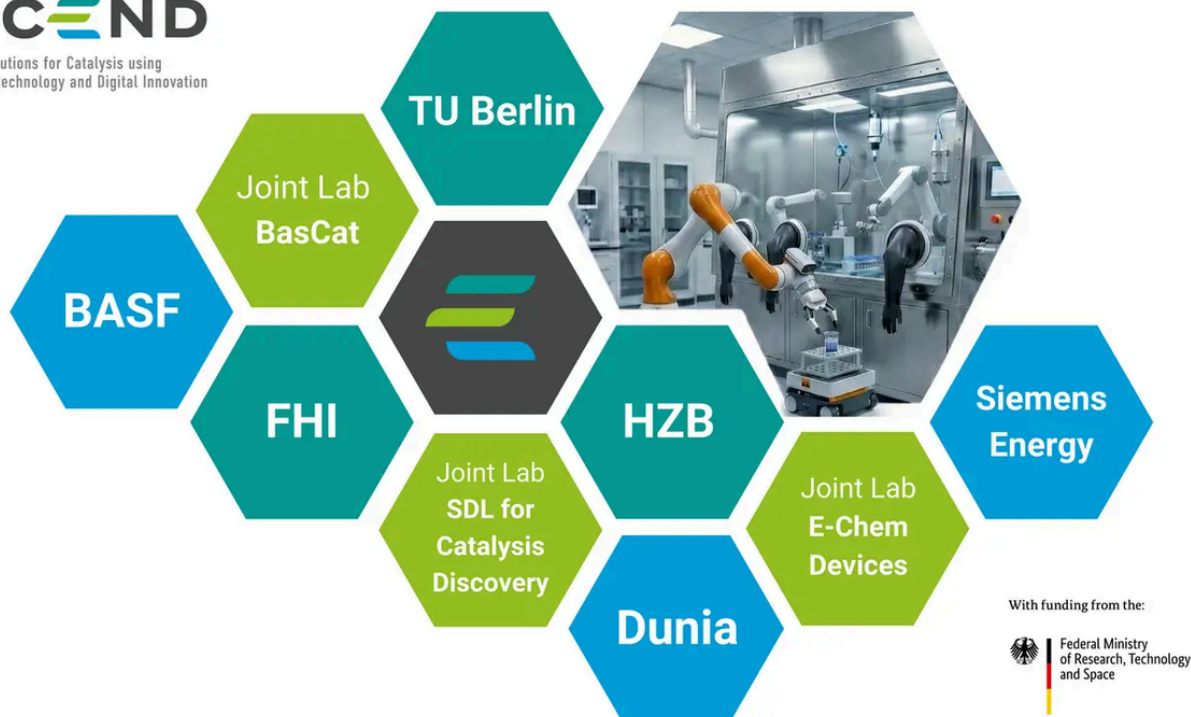 CEND
utions for Catalysis using
technology and Digital Innovation
TU Berlin
Joint Lab
BasCat
BASF
FHI
HZB
Siemens
Energy
Joint Lab
SDL for
Catalysis
Discovery
Joint Lab
E-Chem
Devices
Dunia
With funding from the:
Federal Ministry
of Research, Technology
and Space